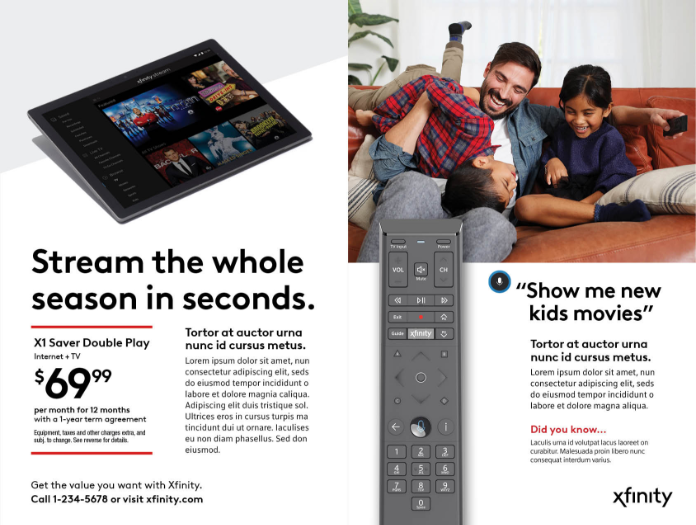 xfinity stream
Stream the whole
season in seconds.
X1 Saver Double Play
Internet + TV
$69⁹⁹
per month for 12 months
with a 1-year term agreement
Equipment, taxes and other charges extra, and
subj. to change. See reverse for details.
Tortor at auctor urna
nunc id cursus metus.
Lorem ipsum dolor sit amet, nun
consectetur adipiscing elit, seds
do eiusmod tempor incididunt o
labore et dolore magnia caliqua.
Adipiscing elit duis tristique sol.
Ultrices eros in cursus turpis ma
tincidunt dui ut ornare. Iaculises
eu non diam phasellus. Sed don
eiusmod.
Get the value you want with Xfinity.
Call 1-234-5678 or visit xfinity.com
TV Input Power
VOL Mute CH
Exit
Guide xfinity
A B
C D
i
1 2 ABC 3 DEF
4 GHI 5 JKL 6 MNO
7 PQRS 8 TUV 9 WXYZ
0
“Show me new
kids movies”
Tortor at auctor urna
nunc id cursus metus.
Lorem ipsum dolor sit amet, nun
consectetur adipiscing elit, seds
do eiusmod tempor incididunt o
labore et dolore magna aliqua.
Did you know...
Iaculis urna id volutpat lacus laoreet on
curabitur. Malesuada proin libero nunc
consequat interdum varius.
xfinity